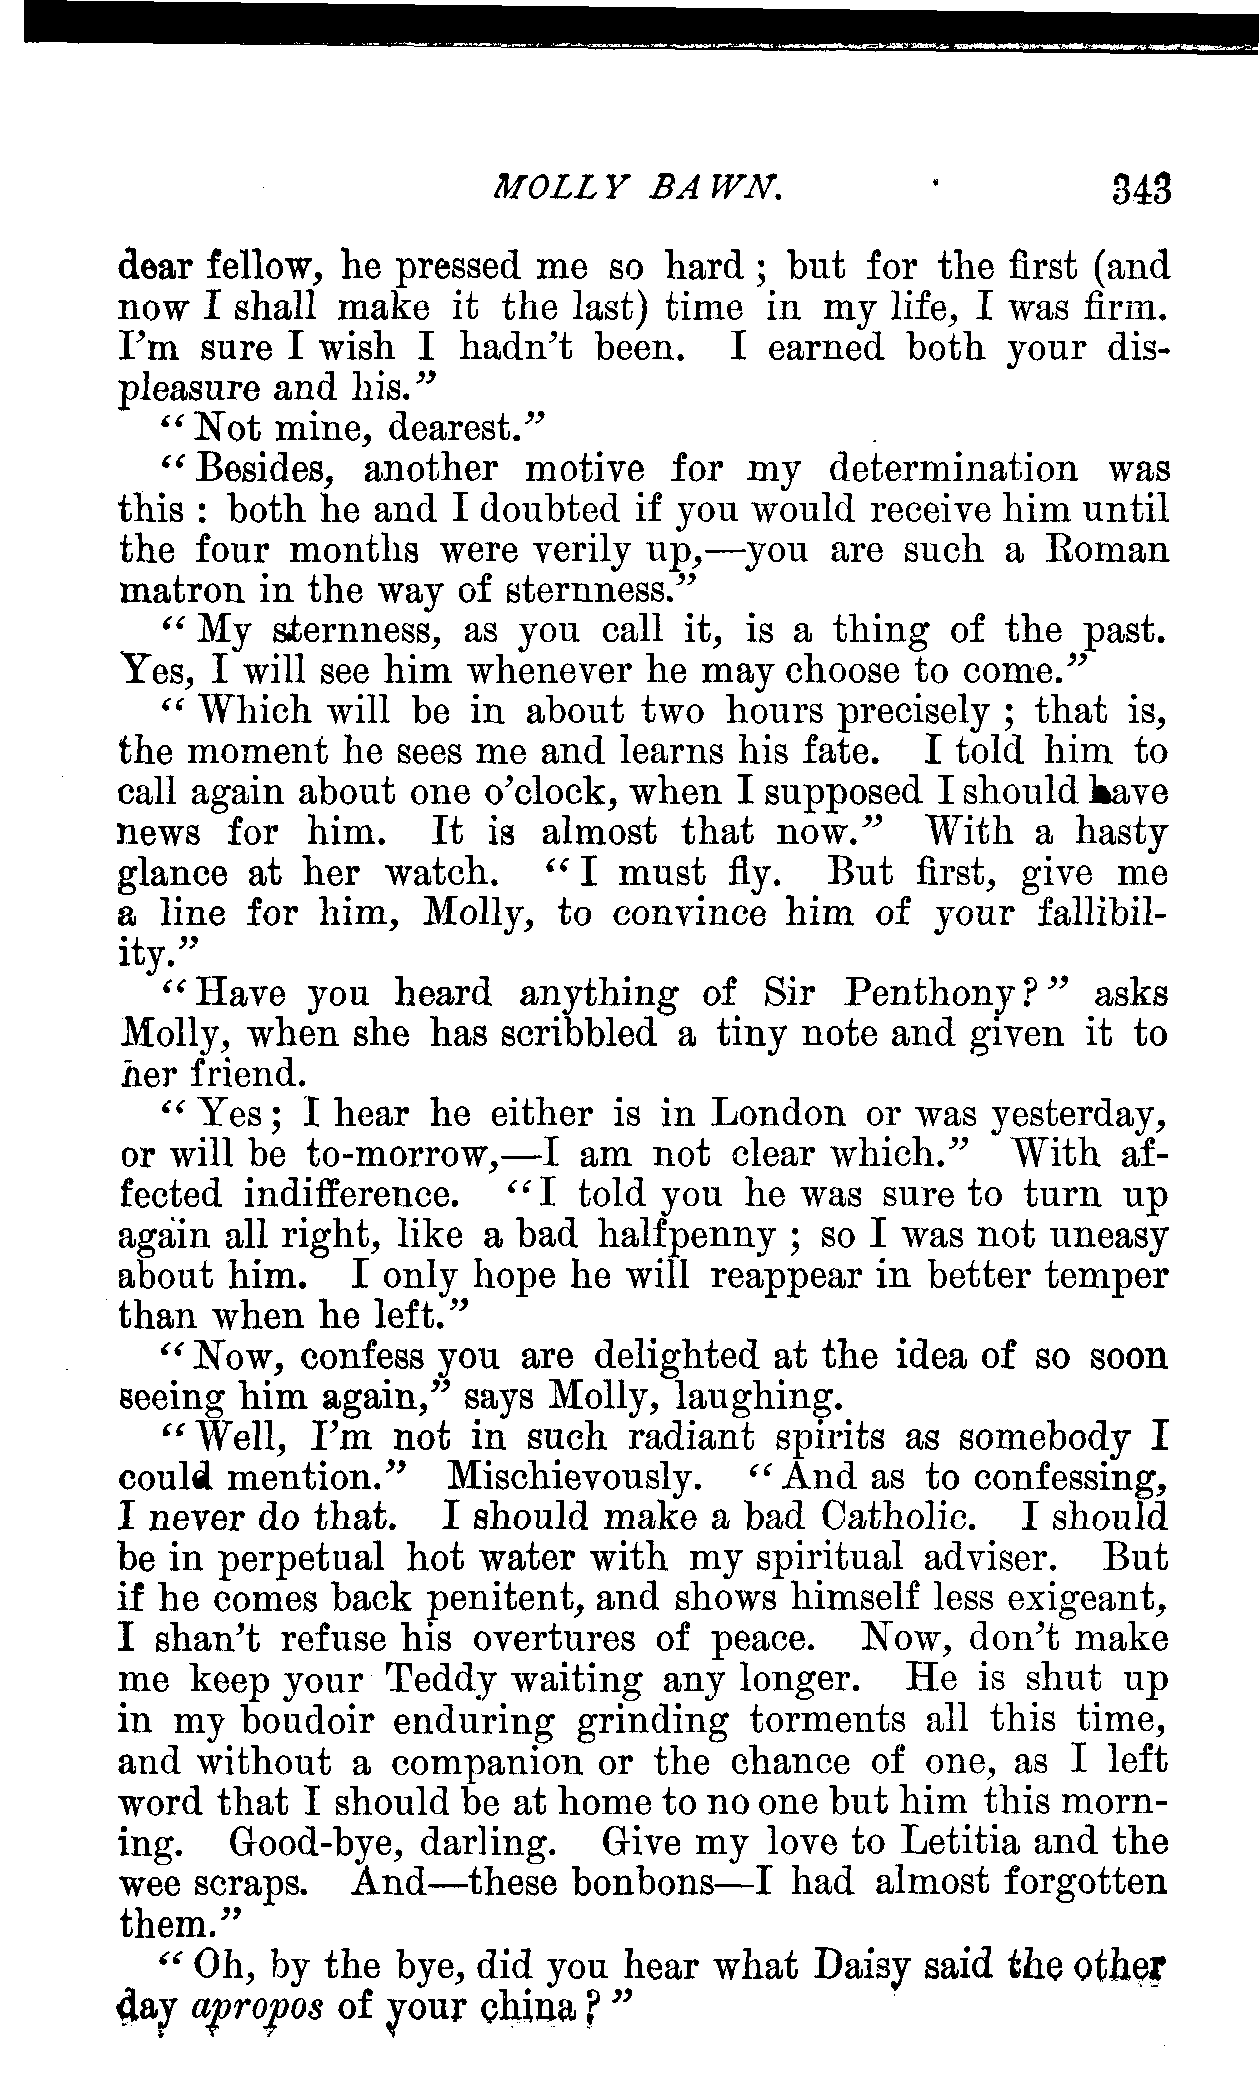 MOLLY BAWN. 343
dear fellow, he pressed me so hard ; but for the first (and
now I shall make it the last) time in my life, I was firm.
I'm sure I wish I hadn't been. I earned both your dis-
pleasure and his."
"Not mine, dearest."
"Besides, another motive for my determination was
this : both he and I doubted if you would receive him until
the four months were verily up,—you are such a Roman
matron in the way of sternness."
"My sternness, as you call it, is a thing of the past.
Yes, I will see him whenever he may choose to come."
"Which will be in about two hours precisely ; that is,
the moment he sees me and learns his fate. I told him to
call again about one o'clock, when I supposed I should have
news for him. It is almost that now." With a hasty
glance at her watch. "I must fly. But first, give me
a line for him, Molly, to convince him of your fallibil-
ity."
"Have you heard anything of Sir Penthony?" asks
Molly, when she has scribbled a tiny note and given it to
her friend.
"Yes; I hear he either is in London or was yesterday,
or will be to-morrow,—I am not clear which." With af-
fected indifference. "I told you he was sure to turn up
again all right, like a bad halfpenny ; so I was not uneasy
about him. I only hope he will reappear in better temper
than when he left."
"Now, confess you are delighted at the idea of so soon
seeing him again," says Molly, laughing.
"Well, I'm not in such radiant spirits as somebody I
could mention." Mischievously. "And as to confessing,
I never do that. I should make a bad Catholic. I should
be in perpetual hot water with my spiritual adviser. But
if he comes back penitent, and shows himself less exigeant,
I shan't refuse his overtures of peace. Now, don't make
me keep your Teddy waiting any longer. He is shut up
in my boudoir enduring grinding torments all this time,
and without a companion or the chance of one, as I left
word that I should be at home to no one but him this morn-
ing. Good-bye, darling. Give my love to Letitia and the
wee scraps. And—these bonbons—I had almost forgotten
them."
"Oh, by the bye, did you hear what Daisy said the other
day apropos of your china?"